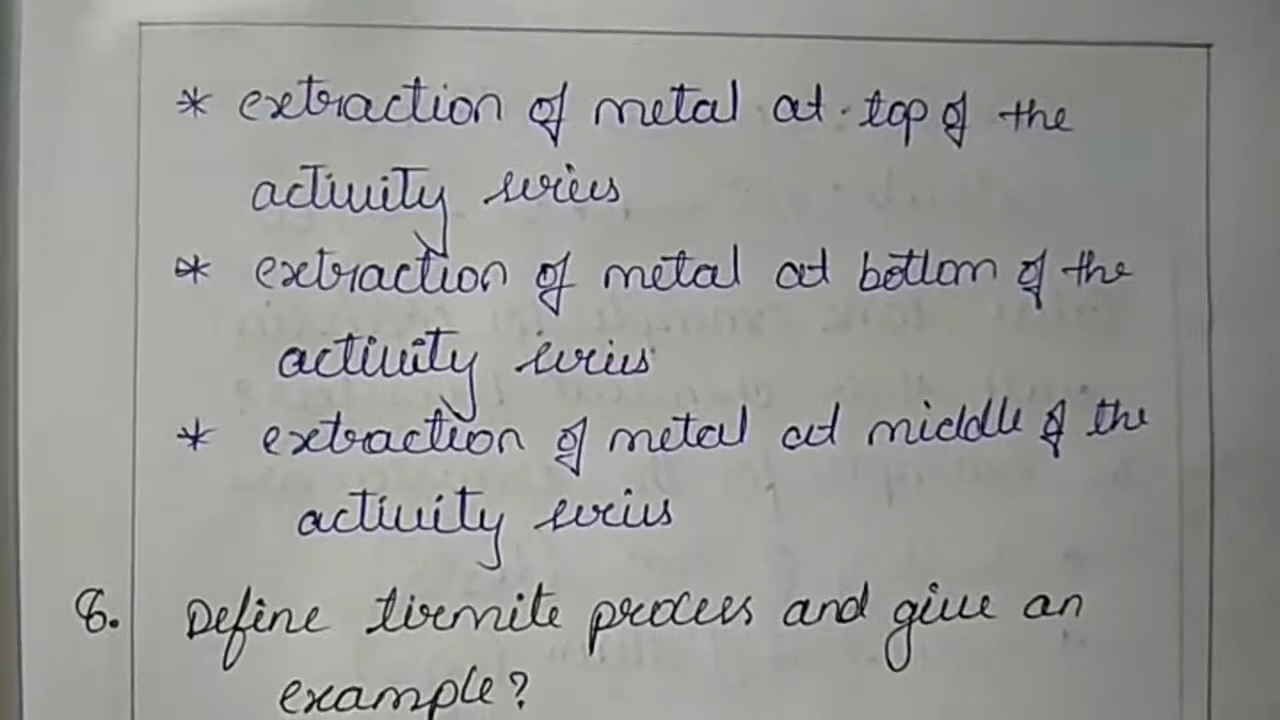 * extraction of metal at top of the
activity series
* extraction of metal at bottom of the
activity series
* extraction of metal at middle of the
activity series
8. Define tirmite process and give an
example?